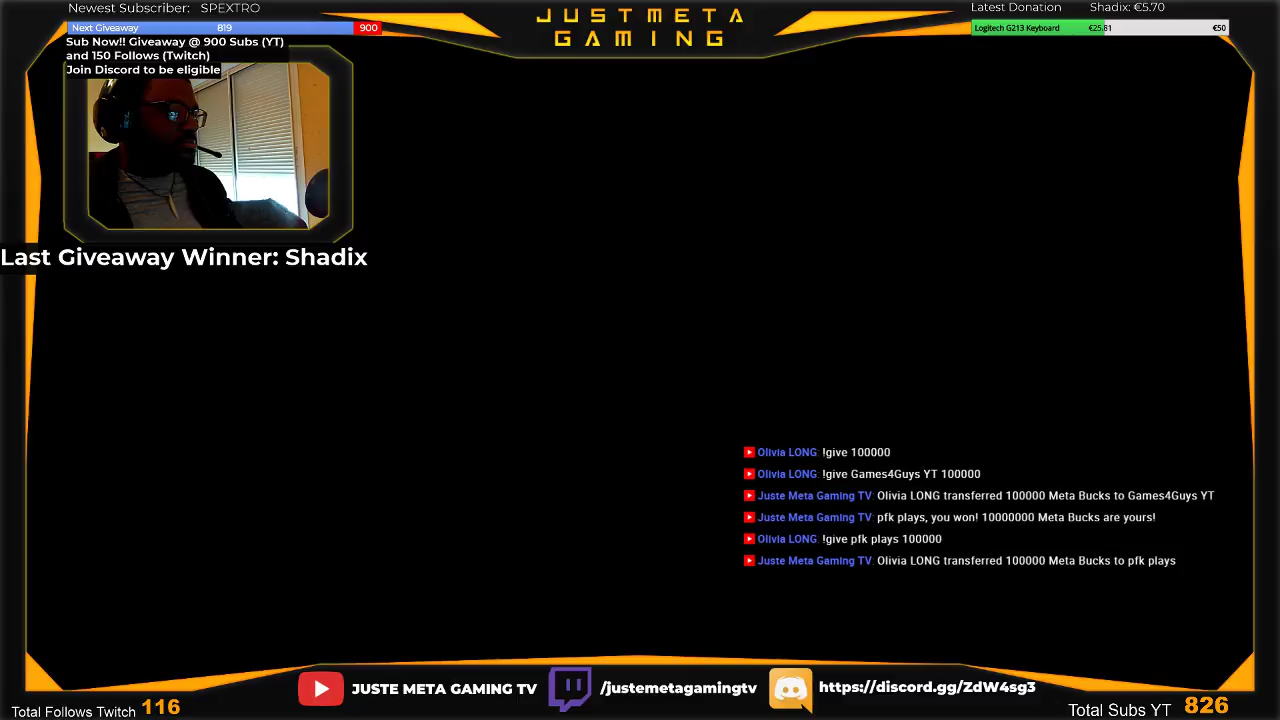 Newest Subscriber: SPEXTRO
Next Giveaway 819 900
Sub Now!! Giveaway @ 900 Subs (YT)
and 150 Follows (Twitch)
Join Discord to be eligible
JUSTMETA
GAMING
Latest Donation Shadix: €5.70
Logitech G213 Keyboard €25.81 €50
Last Giveaway Winner: Shadix
Olivia LONG: !give 100000
Olivia LONG: !give Games4Guys YT 100000
Juste Meta Gaming TV: Olivia LONG transferred 100000 Meta Bucks to Games4Guys YT
Juste Meta Gaming TV: pfk plays, you won! 10000000 Meta Bucks are yours!
Olivia LONG: !give pfk plays 100000
Juste Meta Gaming TV: Olivia LONG transferred 100000 Meta Bucks to pfk plays
JUSTE META GAMING TV /justemetagamingtv https://discord.gg/ZdW4sg3
Total Follows Twitch 116
Total Subs YT 826